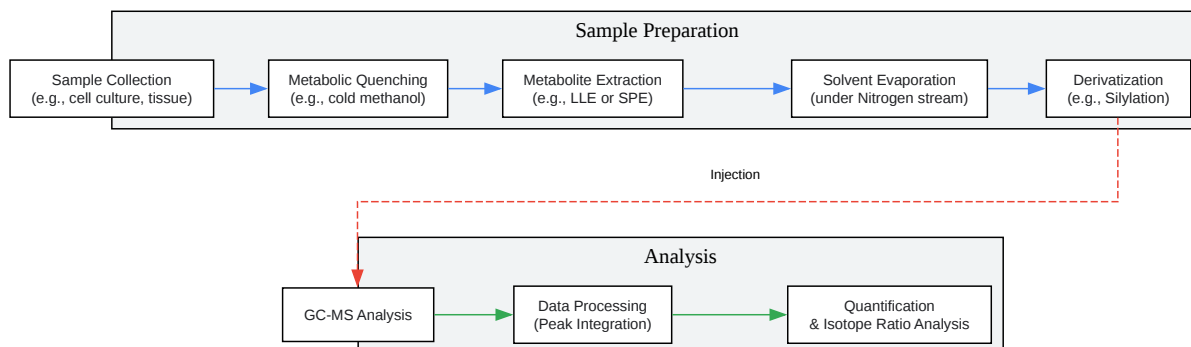 Sample Preparation
Sample Collection
(e.g., cell culture, tissue)
Metabolic Quenching
(e.g., cold methanol)
Metabolite Extraction
(e.g., LLE or SPE)
Solvent Evaporation
(under Nitrogen stream)
Derivatization
(e.g., Silylation)
Injection
Analysis
GC-MS Analysis
Data Processing
(Peak Integration)
Quantification
& Isotope Ratio Analysis